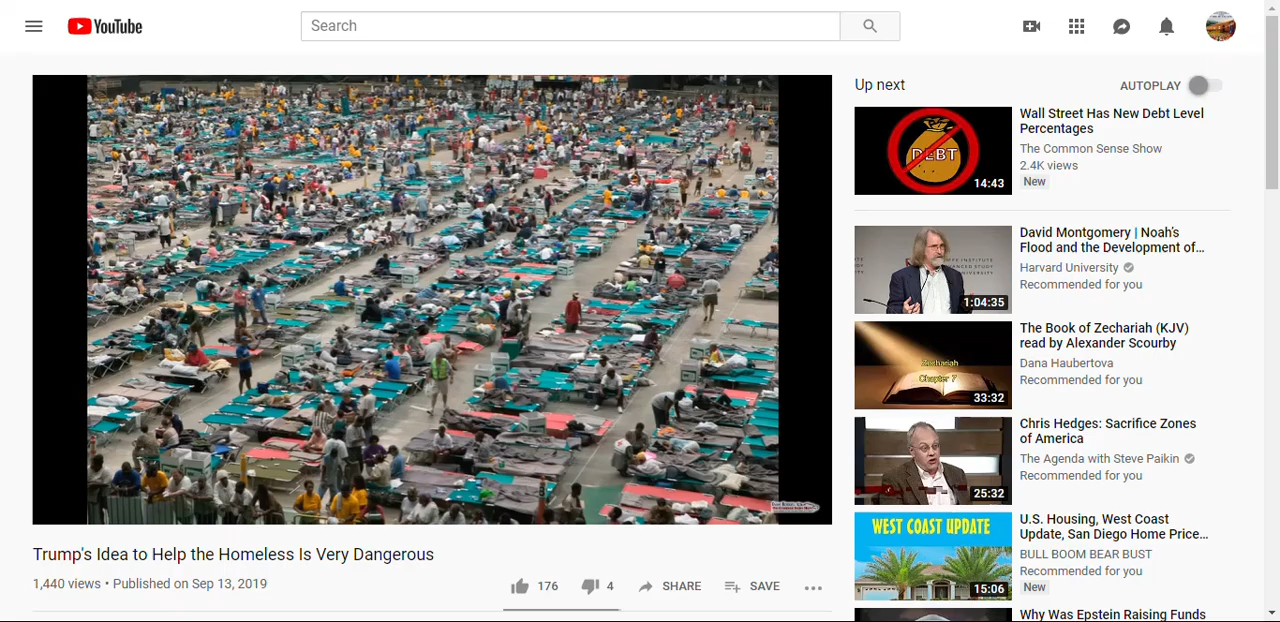 YouTube
Search
Up next
AUTOPLAY
DEBT
14:43
Wall Street Has New Debt Level
Percentages
The Common Sense Show
2.4K views
New
1:04:35
David Montgomery | Noah's
Flood and the Development of...
Harvard University
Recommended for you
Zechariah
Chapter 7
33:32
The Book of Zechariah (KJV)
read by Alexander Scourby
Dana Haubertova
Recommended for you
25:32
Chris Hedges: Sacrifice Zones
of America
The Agenda with Steve Paikin
Recommended for you
WEST COAST UPDATE
15:06
U.S. Housing, West Coast
Update, San Diego Home Price...
BULL BOOM BEAR BUST
Recommended for you
New
Why Was Epstein Raising Funds
Trump's Idea to Help the Homeless Is Very Dangerous
1,440 views • Published on Sep 13, 2019
176
4
SHARE
SAVE